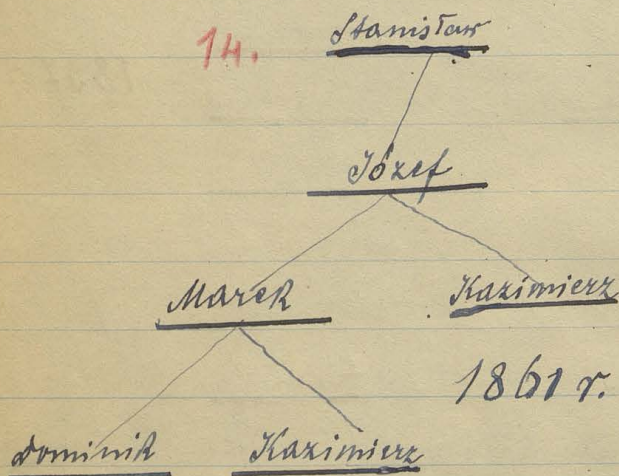 14.
Stanisław
Józef
Marek
Kazimierz
1861 r.
Dominik
Kazimierz